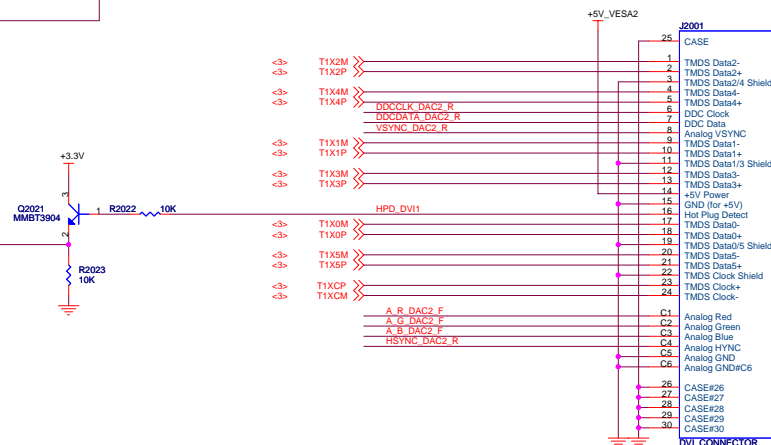 +5V_VESA2
J2001
25 CASE
<3> T1X2M 1 TMDS Data2-
<3> T1X2P 2 TMDS Data2+
3 TMDS Data2/4 Shield
<3> T1X4M 4 TMDS Data4-
<3> T1X4P 5 TMDS Data4+
DDCCLK_DAC2_R 6 DDC Clock
DDCDATA_DAC2_R 7 DDC Data
VSYNC_DAC2_R 8 Analog VSYNC
<3> T1X1M 9 TMDS Data1-
<3> T1X1P 10 TMDS Data1+
11 TMDS Data1/3 Shield
<3> T1X3M 12 TMDS Data3-
<3> T1X3P 13 TMDS Data3+
14 +5V Power
15 GND (for +5V)
HPD_DVI1 16 Hot Plug Detect
<3> T1X0M 17 TMDS Data0-
<3> T1X0P 18 TMDS Data0+
19 TMDS Data0/5 Shield
<3> T1X5M 20 TMDS Data5-
<3> T1X5P 21 TMDS Data5+
22 TMDS Clock Shield
<3> T1XCP 23 TMDS Clock+
<3> T1XCM 24 TMDS Clock-
A_R_DAC2_F C1 Analog Red
A_G_DAC2_F C2 Analog Green
A_B_DAC2_F C3 Analog Blue
HSYNC_DAC2_R C4 Analog HYNC
C5 Analog GND
C6 Analog GND#C6
26 CASE#26
27 CASE#27
28 CASE#28
29 CASE#29
30 CASE#30
DVI CONNECTOR
+3.3V
3
Q2021
MMBT3904
1 R2022 10K
2
R2023
10K